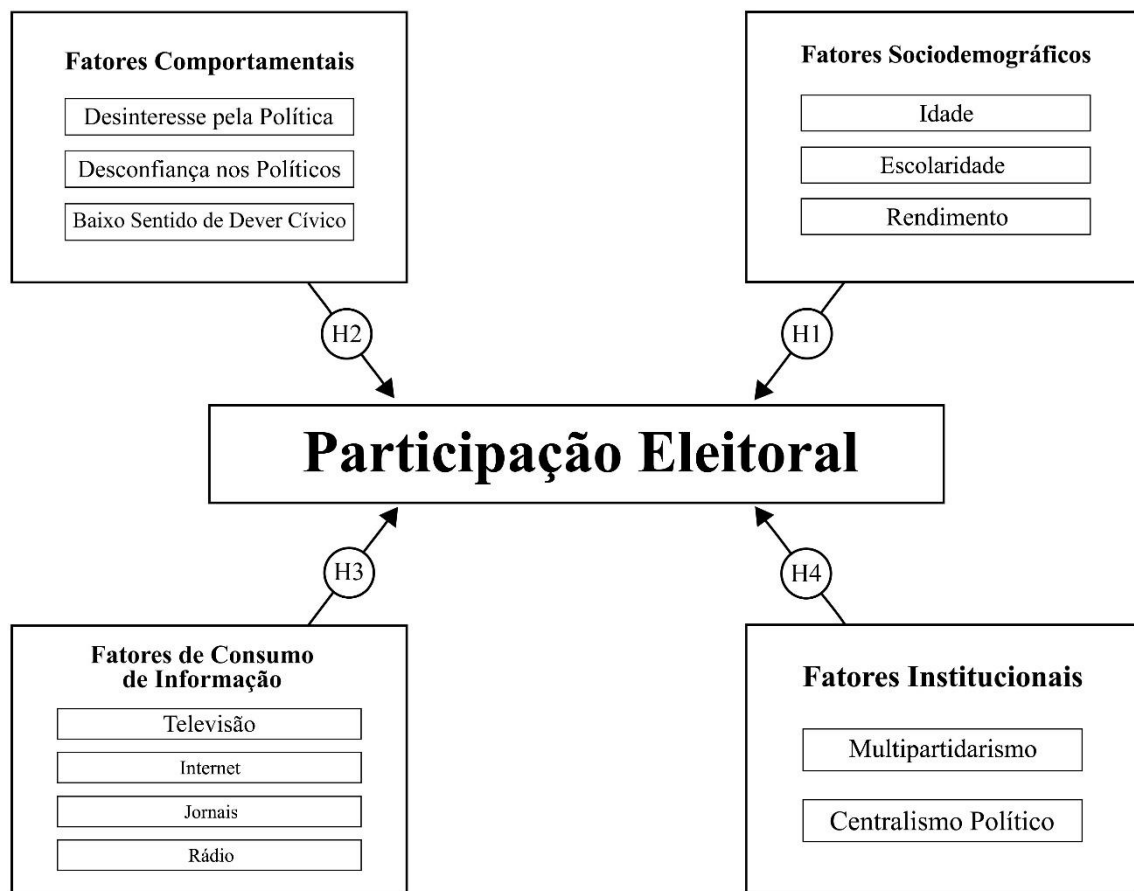 Fatores Comportamentais
Desinteresse pela Política
Desconfiança nos Políticos
Baixo Sentido de Dever Cívico
Fatores Sociodemográficos
Idade
Escolaridade
Rendimento
H2
H1
Participação Eleitoral
H3
H4
Fatores de Consumo
de Informação
Televisão
Internet
Jornais
Rádio
Fatores Institucionais
Multipartidarismo
Centralismo Político